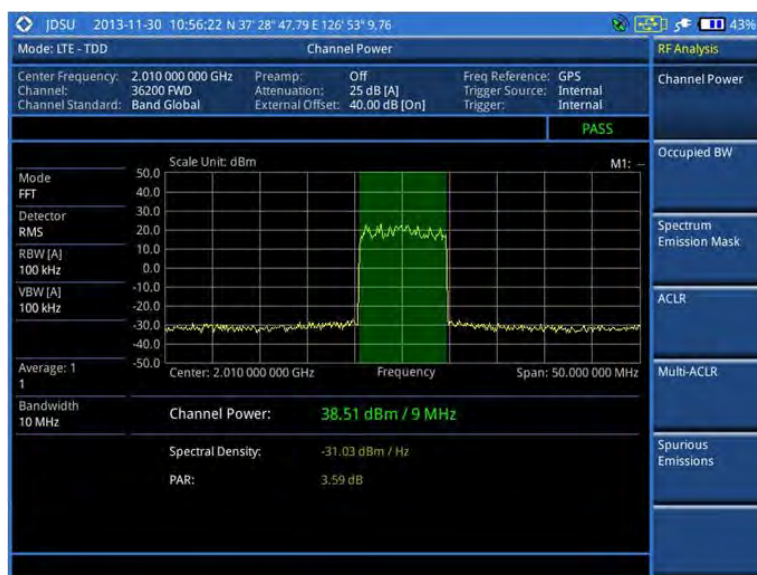 JDSU 2013-11-30 10:56:22 N 37° 28" 47.79 E 126° 53" 9.76 43%
Mode: LTE - TDD Channel Power RF Analysis
Center Frequency: 2.010 000 000 GHz Preamp: Off Freq Reference: GPS
Channel: 36200 FWD Attenuation: 25 dB [A] Trigger Source: Internal
Channel Standard: Band Global External Offset: 40.00 dB [On] Trigger: Internal
Channel Power
PASS
Scale Unit: dBm M1: --
Occupied BW
Mode
FFT
Detector
RMS
RBW [A]
100 kHz
VBW [A]
100 kHz
Average: 1
1
Bandwidth
10 MHz
50.0
40.0
30.0
20.0
10.0
0.0
-10.0
-20.0
-30.0
-40.0
-50.0
Center: 2.010 000 000 GHz Frequency Span: 50.000 000 MHz
Channel Power: 38.51 dBm / 9 MHz
Spectral Density: -31.03 dBm / Hz
PAR: 3.59 dB
Spectrum
Emission Mask
ACLR
Multi-ACLR
Spurious
Emissions